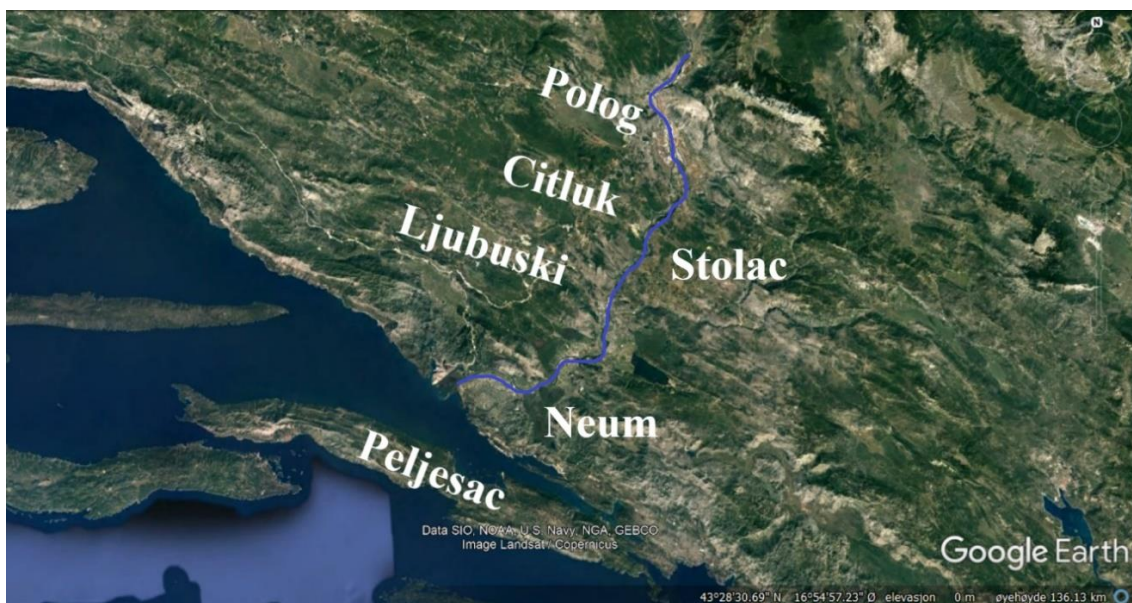 N
Polog
Citluk
Ljubuški
Stolac
Neum
Peljesac
Data SIO, NOAA, U.S. Navy, NGA, GEBCO
Image Landsat / Copernicus
Google Earth
43°28'30.69" N 16°54'57.23" Ø elevasjon 0 m øyehøyde 136.13 km